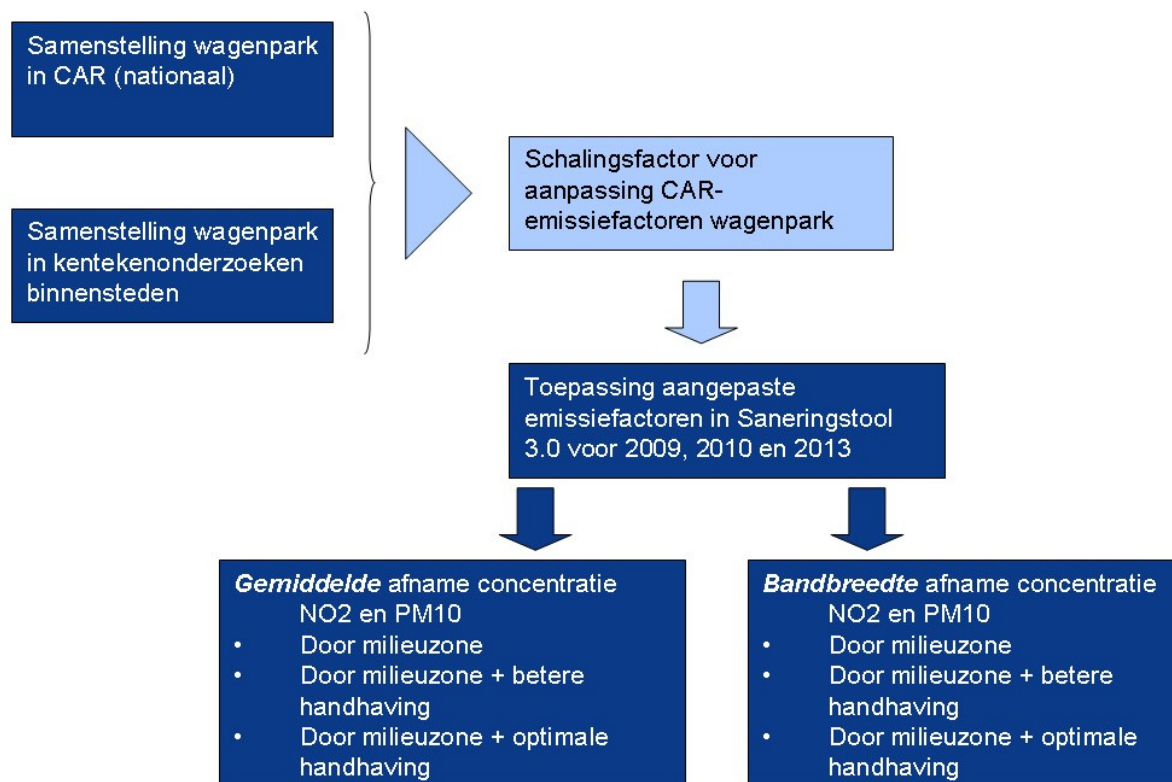 Samenstelling wagenpark
in CAR (nationaal)
Samenstelling wagenpark
in kentekenonderzoeken
binnensteden
Schalingsfactor voor
aanpassing CAR-
emissiefactoren wagenpark
Toepassing aangepaste
emissiefactoren in Saneringstool
3.0 voor 2009, 2010 en 2013
Gemiddelde afname concentratie
NO2 en PM10
• Door milieuzone
• Door milieuzone + betere
handhaving
• Door milieuzone + optimale
handhaving
Bandbreedte afname concentratie
NO2 en PM10
• Door milieuzone
• Door milieuzone + betere
handhaving
• Door milieuzone + optimale
handhaving